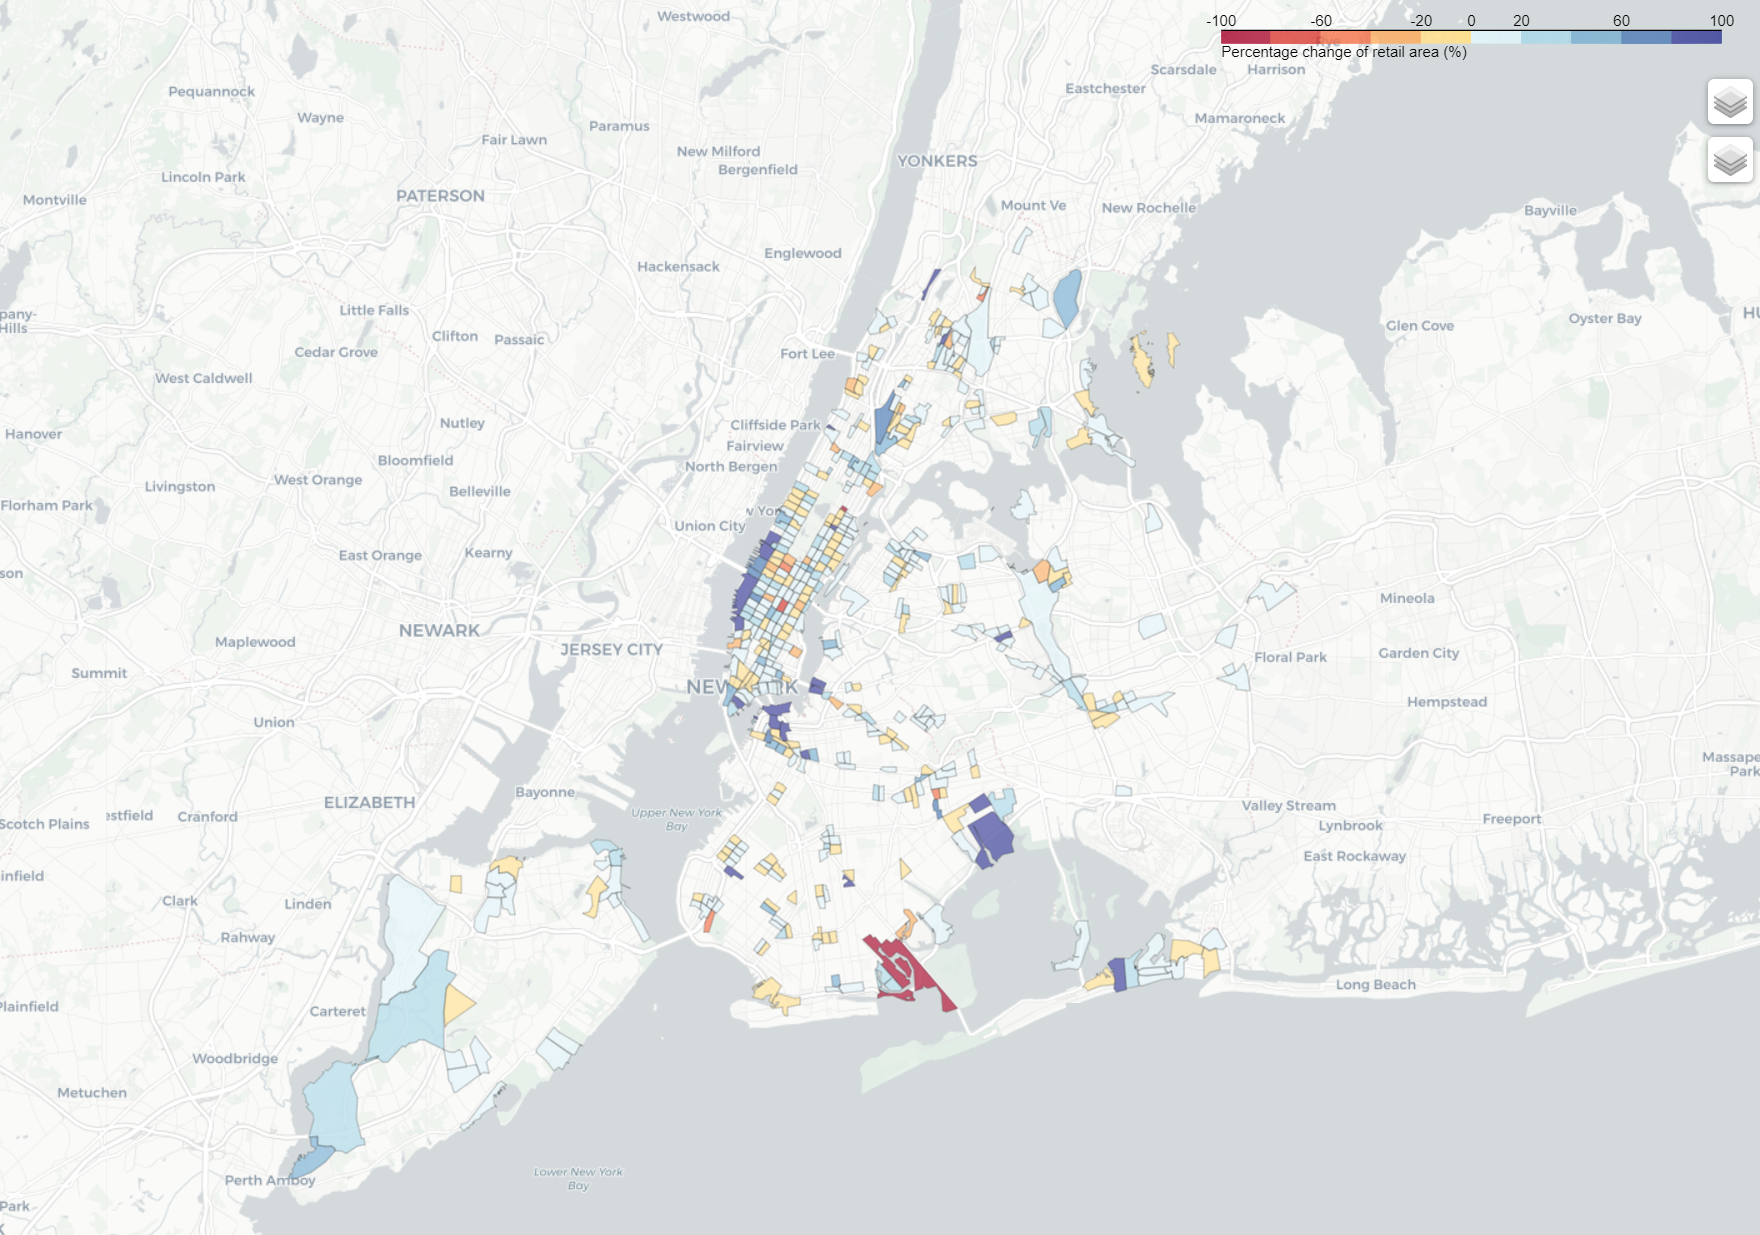 -100 -60 -20 0 20 60 100
Percentage change of retail area (%)
Westwood
Rye
Scarsdale
Harrison
Eastchester
Pequannock
Wayne
Mamaroneck
Paramus
Fair Lawn
New Milford
Bergenfield
YONKERS
Lincoln Park
Montville
PATERSON
Mount Ve
New Rochelle
Bayville
Englewood
Hackensack
Little Falls
pany-
Hills
Clifton
Passaic
Cedar Grove
Fort Lee
Glen Cove
Oyster Bay
HU
West Caldwell
Nutley
Cliffside Park
Fairview
Hanover
Bloomfield
North Bergen
West Orange
Livingston
Belleville
Florham Park
w Yor
Union City
East Orange
Kearny
son
Mineola
NEWARK
Maplewood
JERSEY CITY
Floral Park
Garden City
Summit
NEW
K
Hempstead
Union
Massape
Park
Bayonne
ELIZABETH
Upper New York
Bay
Valley Stream
estfield
Cranford
Scotch Plains
Lynbrook
Freeport
East Rockaway
infield
Clark
Linden
Rahway
Long Beach
Plainfield
Carteret
Woodbridge
Metuchen
Lower New York
Bay
Perth Amboy
Park
K